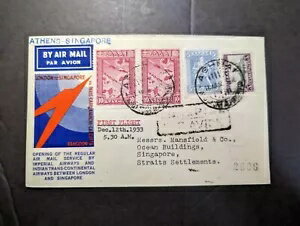 ATHENS-SINGAPORE
BY AIR MAIL
PAR AVION
LONDON-SINGAPORE
OPENING OF THE REGULAR
AIR MAIL SERVICE BY
IMPERIAL AIRWAYS AND
INDIAN TRANS-CONTINENTAL
AIRWAYS BETWEEN LONDON
AND SINGAPORE
FIRST FLIGHT
Dec.12th.1933
5.30 A.M.
Messrs. Mansfield & Co.,
Ocean Buildings,
Singapore,
Straits Settlements.